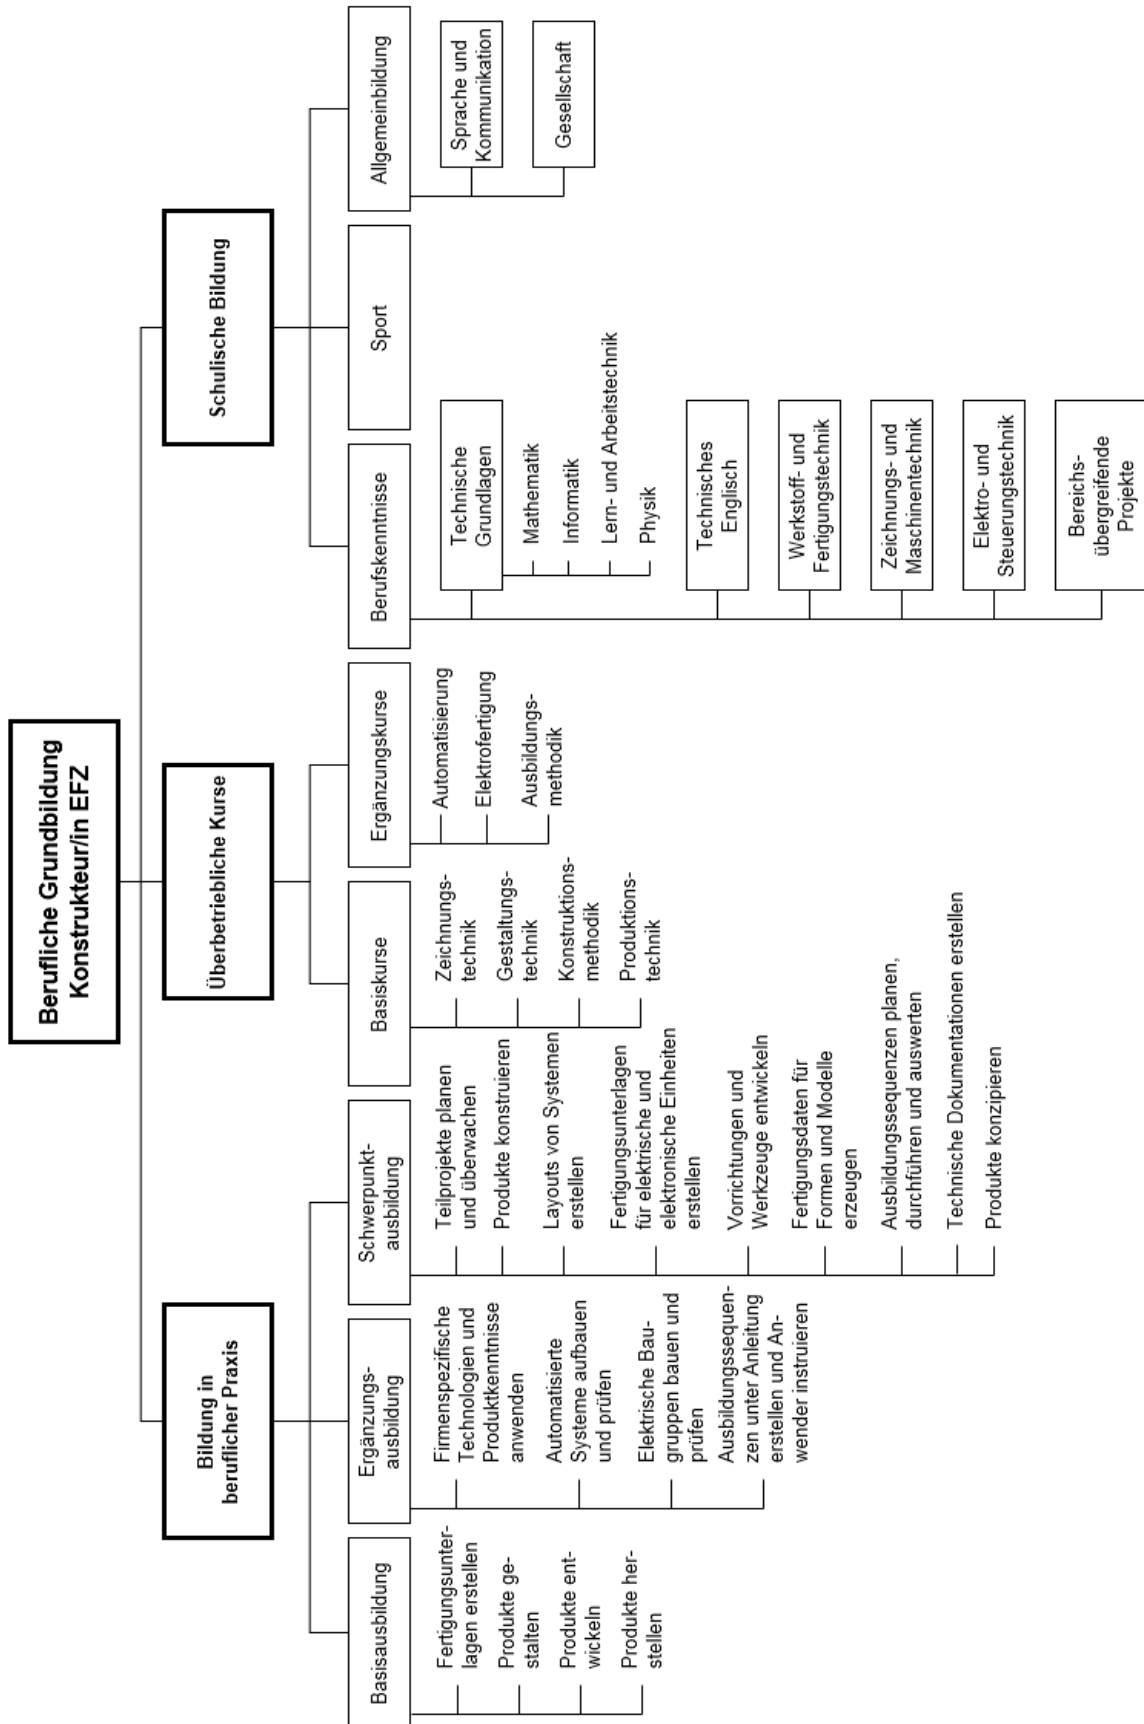 Berufliche Grundbildung
Konstrukteur/in EFZ
Bildung in
beruflicher Praxis
Überbetriebliche Kurse
Schulische Bildung
Basisausbildung
Ergänzungs-
ausbildung
Schwerpunkt-
ausbildung
Basiskurse
Ergänzungskurse
Berufskenntnisse
Sport
Allgemeinbildung
Fertigungsunter-
lagen erstellen
Produkte ge-
stalten
Produkte ent-
wickeln
Produkte her-
stellen
Firmenspezifische
Technologien und
Produktkenntnisse
anwenden
Automatisierte
Systeme aufbauen
und prüfen
Elektrische Bau-
gruppen bauen und
prüfen
Ausbildungssequen-
zen unter Anleitung
erstellen und An-
wender instruieren
Teilprojekte planen
und überwachen
Produkte konstruieren
Layouts von Systemen
erstellen
Fertigungsunterlagen
für elektrische und
elektronische Einheiten
erstellen
Vorrichtungen und
Werkzeuge entwickeln
Fertigungsdaten für
Formen und Modelle
erzeugen
Ausbildungssequenzen planen,
durchführen und auswerten
Technische Dokumentationen erstellen
Produkte konzipieren
Zeichnungs-
technik
Gestaltungs-
technik
Konstruktions-
methodik
Produktions-
technik
Automatisierung
Elektrofertigung
Ausbildungs-
methodik
Technische
Grundlagen
Mathematik
Informatik
Lern- und Arbeitstechnik
Physik
Technisches
Englisch
Werkstoff- und
Fertigungstechnik
Zeichnungs- und
Maschinentechnik
Elektro- und
Steuerungstechnik
Bereichs-
übergreifende
Projekte
Sprache und
Kommunikation
Gesellschaft